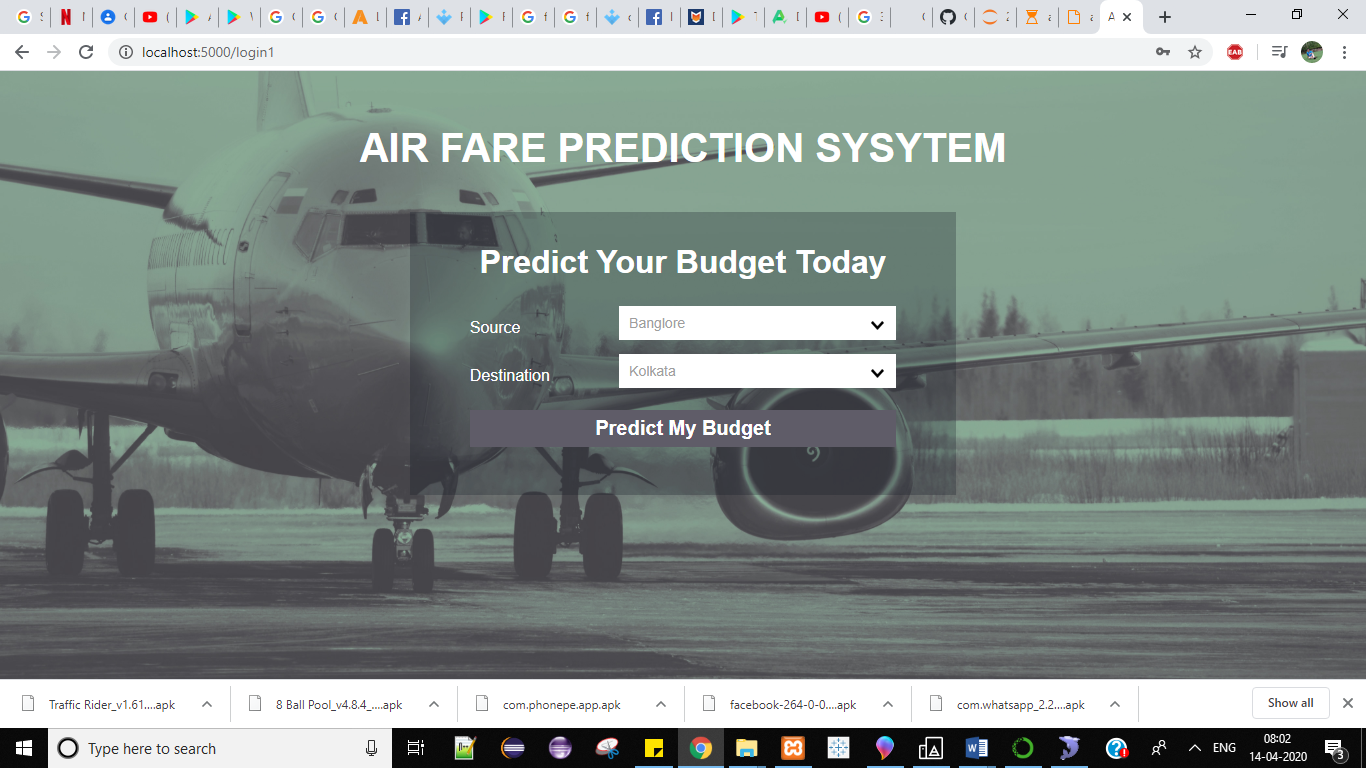 localhost:5000/login1
EAB
AIR FARE PREDICTION SYSYTEM
Predict Your Budget Today
Source
Banglore
Destination
Kolkata
Predict My Budget
Traffic Rider_v1.61....apk
8 Ball Pool_v4.8.4_....apk
com.phonepe.app.apk
facebook-264-0-0....apk
com.whatsapp_2.2....apk
Show all
Type here to search
ENG
08:02
14-04-2020
3